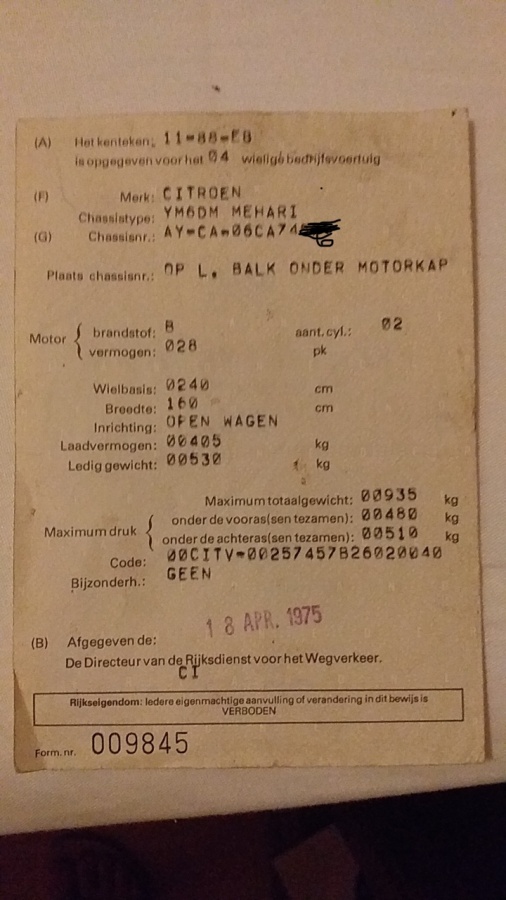 (A) Het kenteken: 11-88-EB
is opgegeven voor het 04 wielige bedrijfsvoertuig
(F) Merk: CITROEN
Chassistype: YM6DM MEHARI
(G) Chassisnr.: AY-CA-06CA74
Plaats chassisnr.: OP L. BALK ONDER MOTORKAP
Motor { brandstof: B aant. cyl.: 02
vermogen: 028 pk
Wielbasis: 0240 cm
Breedte: 160 cm
Inrichting: OPEN WAGEN
Laadvermogen: 00405 kg
Ledig gewicht: 00530 kg
Maximum totaalgewicht: 00935 kg
Maximum druk { onder de vooras(sen tezamen): 00480 kg
onder de achteras(sen tezamen): 00510 kg
Code: 00CITV-00257457B26020040
Bijzonderh.: GEEN
18 APR. 1975
(B) Afgegeven de:
De Directeur van de Rijksdienst voor het Wegverkeer.
CI
Rijkseigendom: Iedere eigenmachtige aanvulling of verandering in dit bewijs is
VERBODEN
Form. nr. 009845